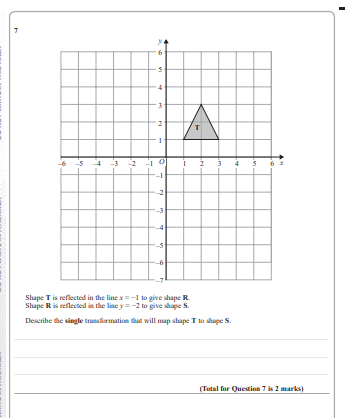 7
y
6
5
4
3
2
T
1
–6 –5 –4 –3 –2 –1 O 1 2 3 4 5 6 x
–1
–2
–3
–4
–5
–6
–7
Shape T is reflected in the line x = –1 to give shape R.
Shape R is reflected in the line y = –2 to give shape S.
Describe the single transformation that will map shape T to shape S.
(Total for Question 7 is 2 marks)